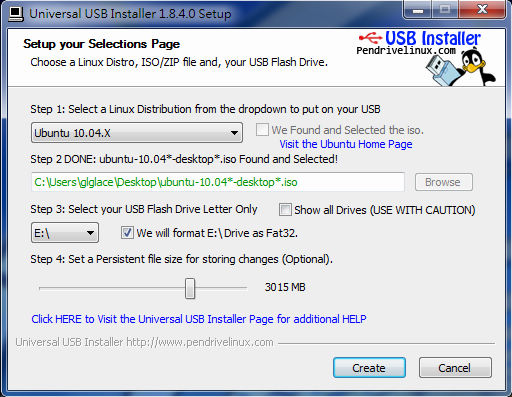 Universal USB Installer 1.8.4.0 Setup
Setup your Selections Page
Choose a Linux Distro, ISO/ZIP file and, your USB Flash Drive.
USB Installer
Pendrivelinux.com
Step 1: Select a Linux Distribution from the dropdown to put on your USB
Ubuntu 10.04.X
We Found and Selected the iso.
Visit the Ubuntu Home Page
Step 2 DONE: ubuntu-10.04*-desktop*.iso Found and Selected!
C:\Users\glglace\Desktop\ubuntu-10.04*-desktop*.iso
Browse
Step 3: Select your USB Flash Drive Letter Only
Show all Drives (USE WITH CAUTION)
E:\
We will format E:\ Drive as Fat32.
Step 4: Set a Persistent file size for storing changes (Optional).
3015 MB
Click HERE to Visit the Universal USB Installer Page for additional HELP
Universal USB Installer http://www.pendrivelinux.com
Create
Cancel